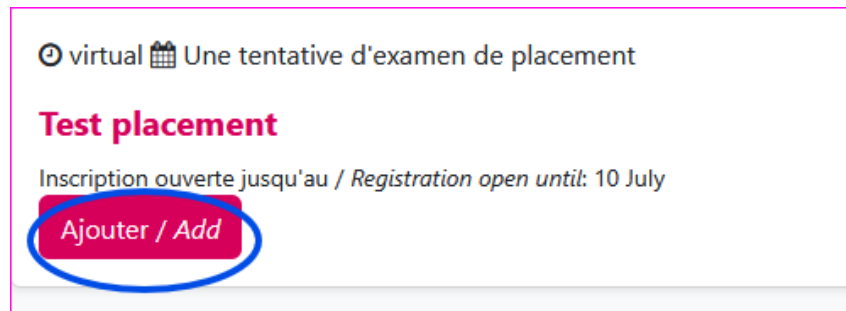 virtual Une tentative d'examen de placement
Test placement
Inscription ouverte jusqu'au / Registration open until: 10 July
Ajouter / Add